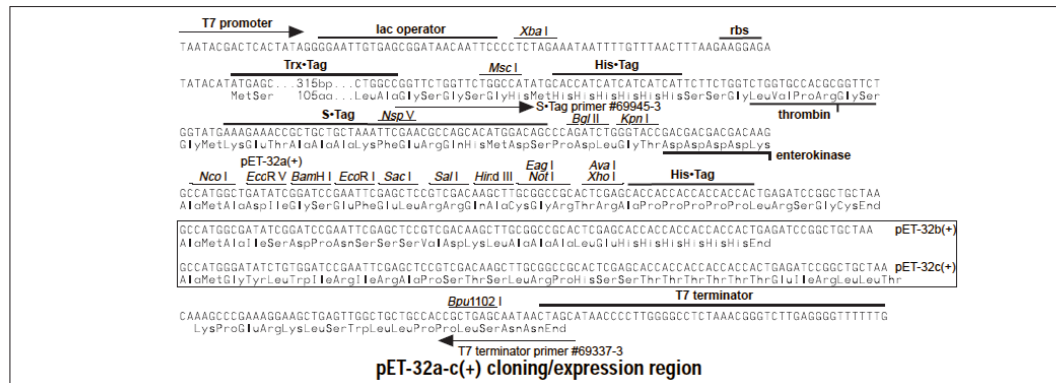 T7 promoter lac operator Xba I rbs
TAATACGACTCACTATAGGGGAATTGTGAGCGGATAACAATTCCCCTCTAGAAATAATTTTGTTTAACTTTAAGAAGGAGA
Trx•Tag Msc I His•Tag
TATACATATGAGC...315bp...CTGGCCGGTTCTGGTTCTGGCCATATGCACCATCATCATCATCATTCTTCTGGTCTGGTGCCACGCGGTTCT
MetSer 105aa...LeuAlaGlySerGlySerGlyHisMetHisHisHisHisHisHisSerSerGlyLeuValProArgGlySer
S•Tag primer #69945-3
S•Tag Nsp V Bgl II Kpn I thrombin
GGTATGAAAGAAACCGCTGCTGCTAAATTCGAACGCCAGCACATGGACAGCCCAGATCTGGGTACCGACGACGACGACAAG
GlyMetLysGluThrAlaAlaAlaLysPheGluArgGlnHisMetAspSerProAspLeuGlyThrAspAspAspAspLys
pET-32a(+) enterokinase
Nco I EccR V BamH I EcoR I Sac I Sal I Hind III Eag I Not I Ava I Xho I His•Tag
GCCATGGCTGATATCGGATCCGAATTCGAGCTCCGTCGACAAGCTTGCGGCCGCACTCGAGCACCACCACCACCACCACTGAGATCCGGCTGCTAA
AlaMetAlaAspIleGlySerGluPheGluLeuArgArgGlnAlaCysGlyArgThrArgAlaProProProProProLeuArgSerGlyCysEnd
GCCATGGCGATATCGGATCCGAATTCGAGCTCCGTCGACAAGCTTGCGGCCGCACTCGAGCACCACCACCACCACCACTGAGATCCGGCTGCTAA pET-32b(+)
AlaMetAlaIleSerAspProAsnSerSerSerValAspLysLeuAlaAlaAlaLeuGluHisHisHisHisHisHisEnd
GCCATGGGATATCTGTGGATCCGAATTCGAGCTCCGTCGACAAGCTTGCGGCCGCACTCGAGCACCACCACCACCACCACTGAGATCCGGCTGCTAA pET-32c(+)
AlaMetGlyTyrLeuTrpIleArgIleArgAlaProSerThrSerLeuArgProHisSerSerThrThrThrThrThrThrGluIleArgLeuLeuThr
Bpu1102 I T7 terminator
CAAAGCCCGAAAGGAAGCTGAGTTGGCTGCTGCCACCGCTGAGCAATAACTAGCATAACCCCTTGGGGCCTCTAAACGGGTCTTGAGGGGTTTTTTG
LysProGluArgLysLeuSerTrpLeuLeuProProLeuSerAsnAsnEnd
T7 terminator primer #69337-3
pET-32a-c(+) cloning/expression region